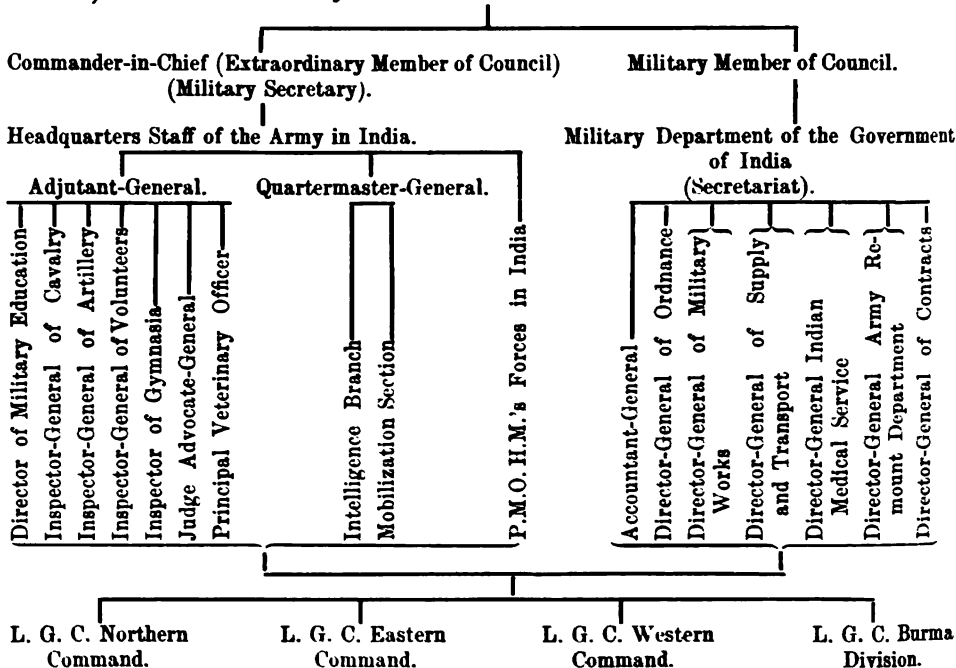 Commander-in-Chief (Extraordinary Member of Council)
(Military Secretary).
Military Member of Council.
Headquarters Staff of the Army in India.
Military Department of the Government
of India
(Secretariat).
Adjutant-General.
Quartermaster-General.
Director of Military Education
Inspector-General of Cavalry
Inspector-General of Artillery
Inspector-General of Volunteers
Inspector of Gymnasia
Judge Advocate-General
Principal Veterinary Officer
Intelligence Branch
Mobilization Section
P.M.O. H.M.'s Forces in India
Accountant-General
Director-General of Ordnance
Director-General of Military
Works
Director-General of Supply
and Transport
Director-General Indian
Medical Service
Director-General Army Re-
mount Department
Director-General of Contracts
L. G. C. Northern
Command.
L. G. C. Eastern
Command.
L. G. C. Western
Command.
L. G. C. Burma
Division.